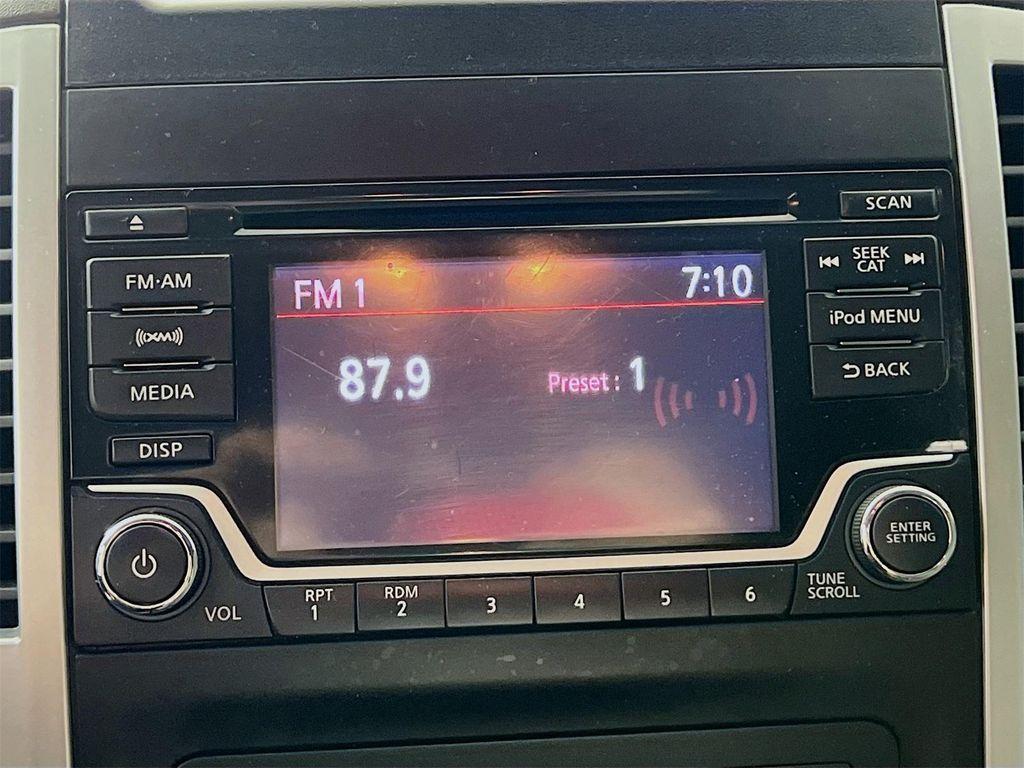 SCAN
FM·AM
SEEK
CAT
FM 1
7:10
XM
iPod MENU
87.9
Preset : 1
MEDIA
BACK
DISP
ENTER
SETTING
VOL
RPT
1
RDM
2
3
4
5
6
TUNE
SCROLL